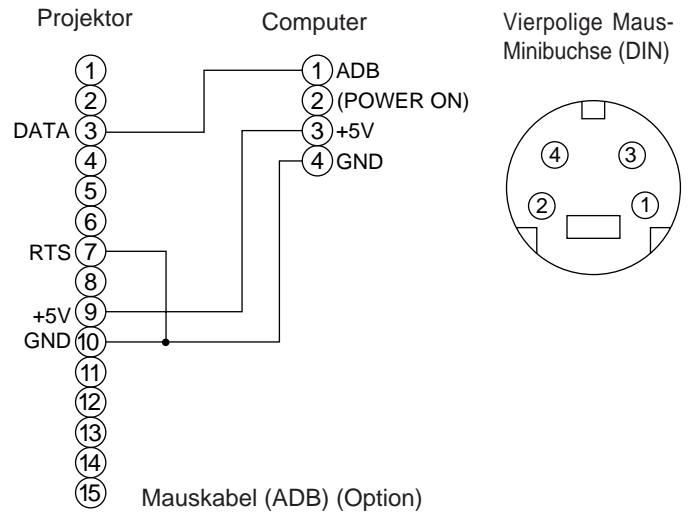 Projektor
Computer
1
2
DATA 3
4
5
6
RTS 7
8
+5V 9
GND 10
11
12
13
14
15
1 ADB
2 (POWER ON)
3 +5V
4 GND
Mauskabel (ADB) (Option)
Vierpolige Maus-
Minibuchse (DIN)
4 3
2 1